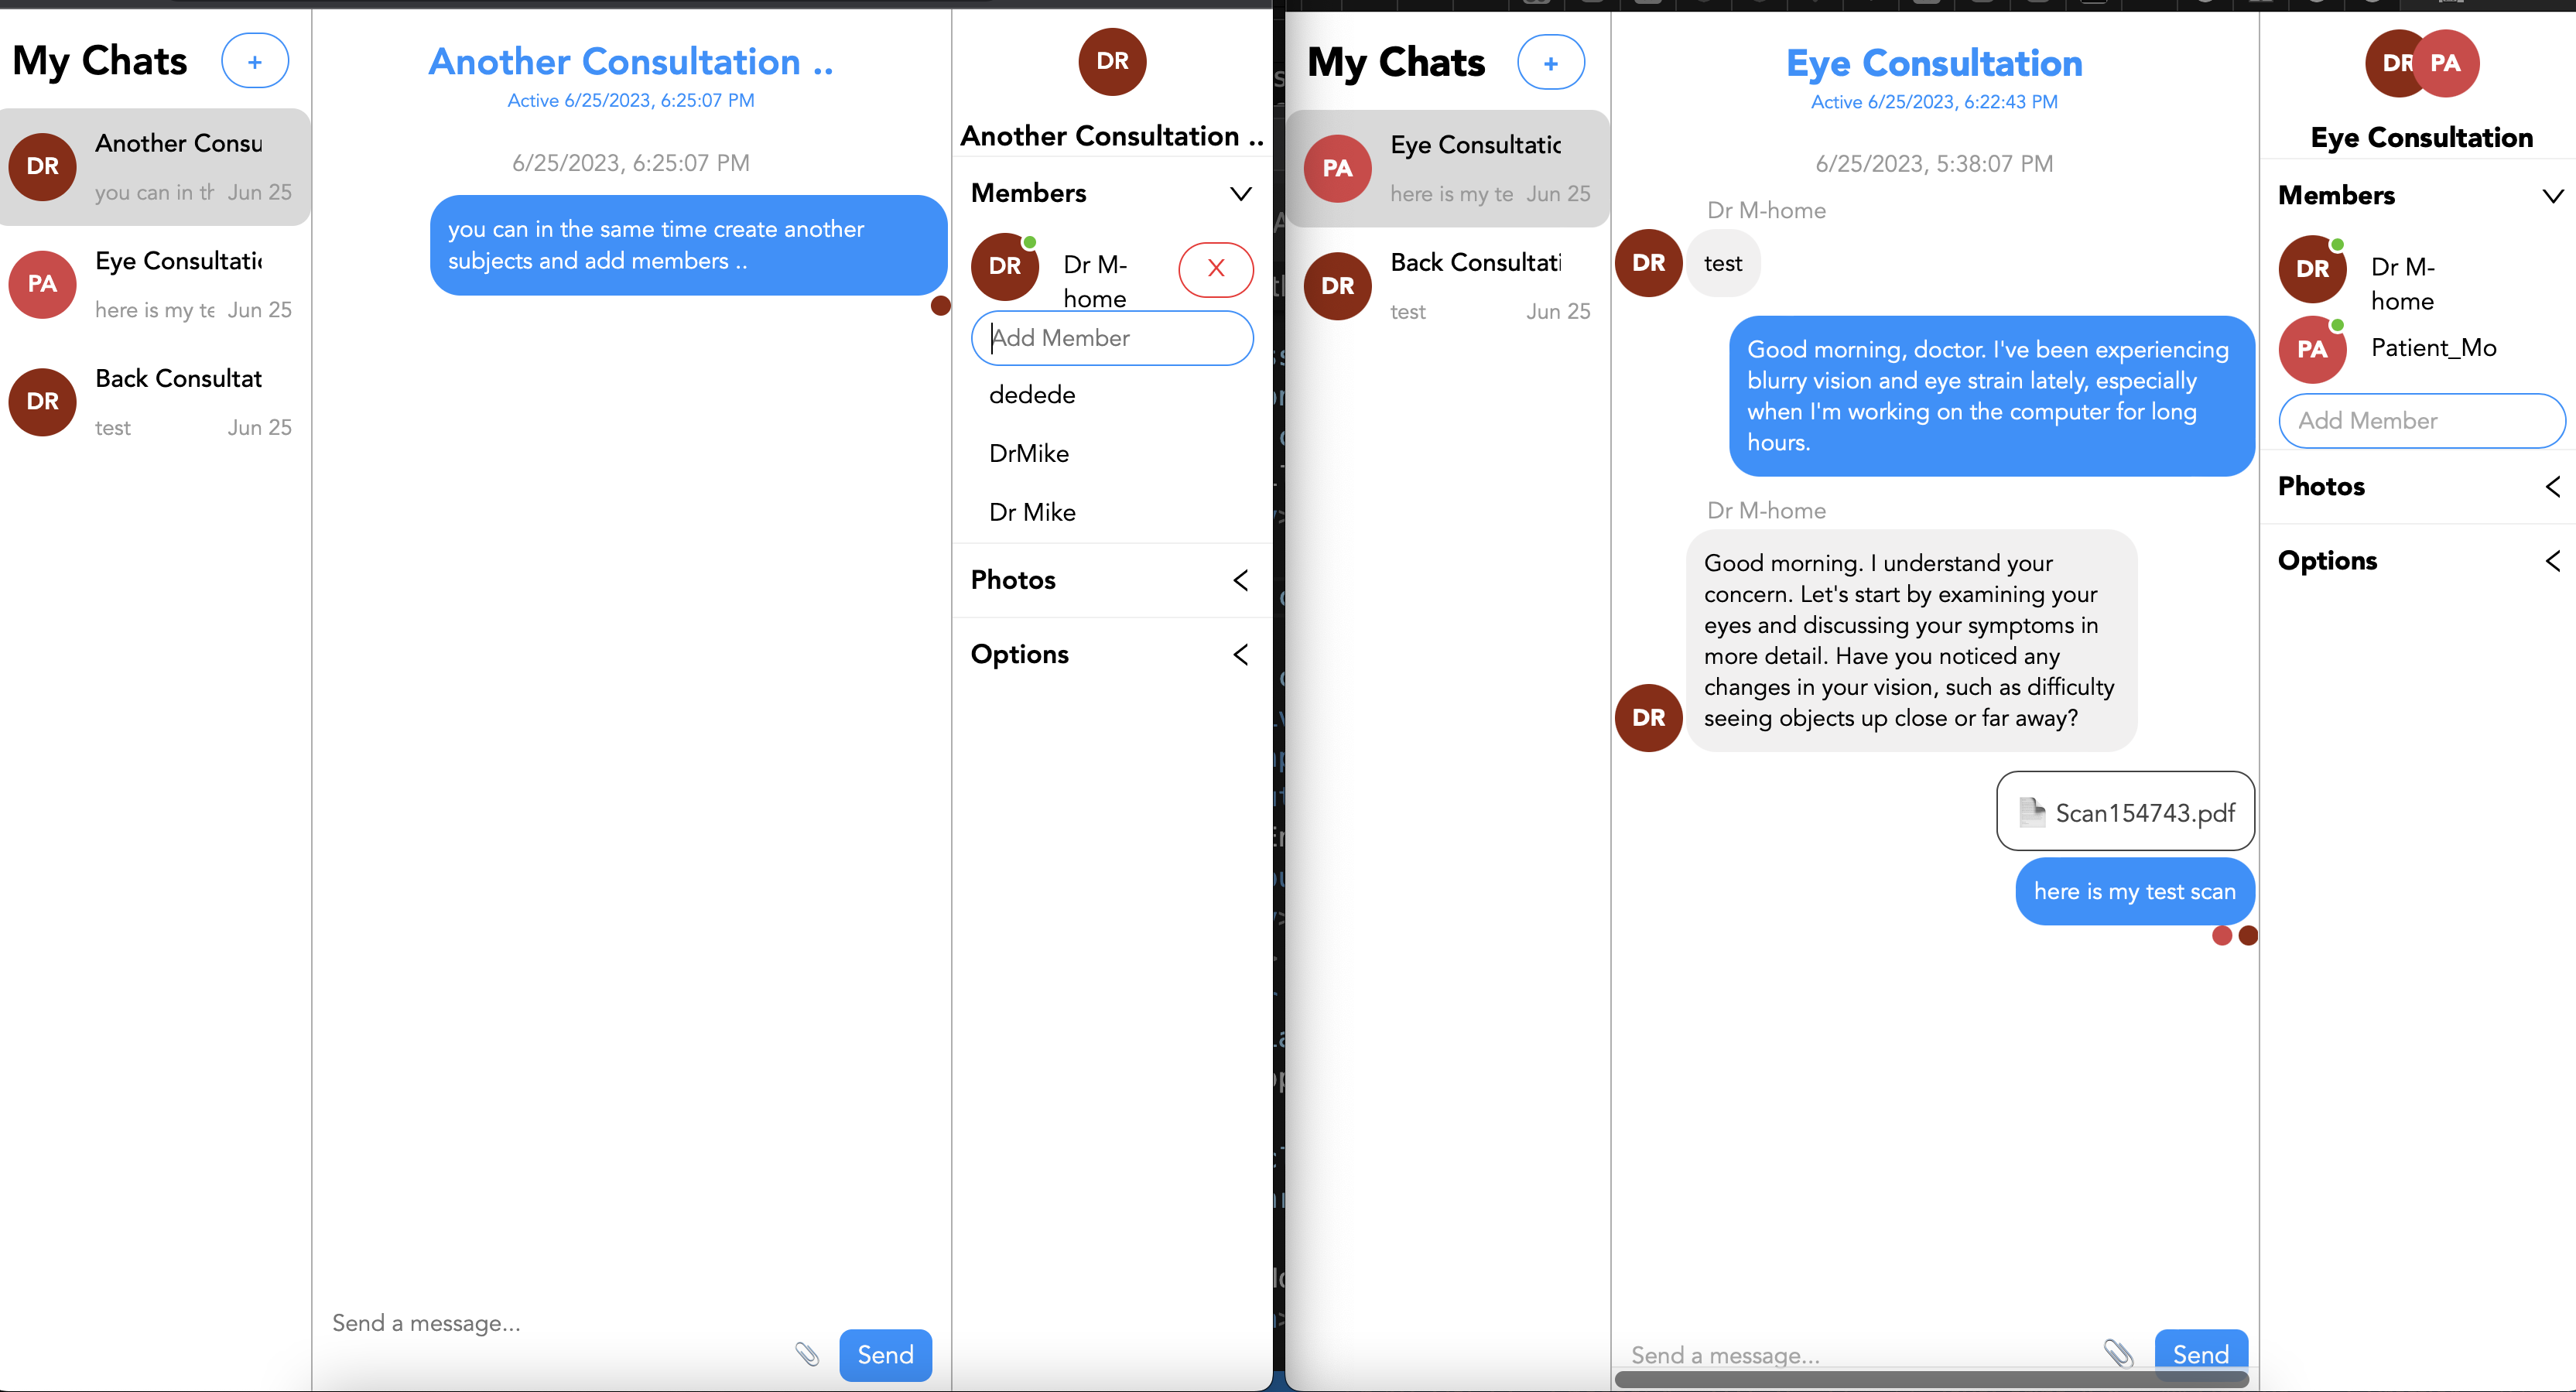 My Chats
+
DR
Another Consu
you can in th
Jun 25
PA
Eye Consultatio
here is my te
Jun 25
DR
Back Consultat
test
Jun 25
Another Consultation ..
Active 6/25/2023, 6:25:07 PM
6/25/2023, 6:25:07 PM
you can in the same time create another
subjects and add members ..
Send a message...
Send
DR
Another Consultation ..
Members
DR
Dr M-
home
X
Add Member
dedede
DrMike
Dr Mike
Photos
Options
My Chats
+
PA
Eye Consultatic
here is my te
Jun 25
DR
Back Consultati
test
Jun 25
Eye Consultation
Active 6/25/2023, 6:22:43 PM
6/25/2023, 5:38:07 PM
Dr M-home
DR
test
Good morning, doctor. I've been experiencing
blurry vision and eye strain lately, especially
when I'm working on the computer for long
hours.
Dr M-home
Good morning. I understand your
concern. Let's start by examining your
eyes and discussing your symptoms in
more detail. Have you noticed any
changes in your vision, such as difficulty
seeing objects up close or far away?
DR
Scan154743.pdf
here is my test scan
Send a message...
Send
DR
PA
Eye Consultation
Members
DR
Dr M-
home
PA
Patient_Mo
Add Member
Photos
Options